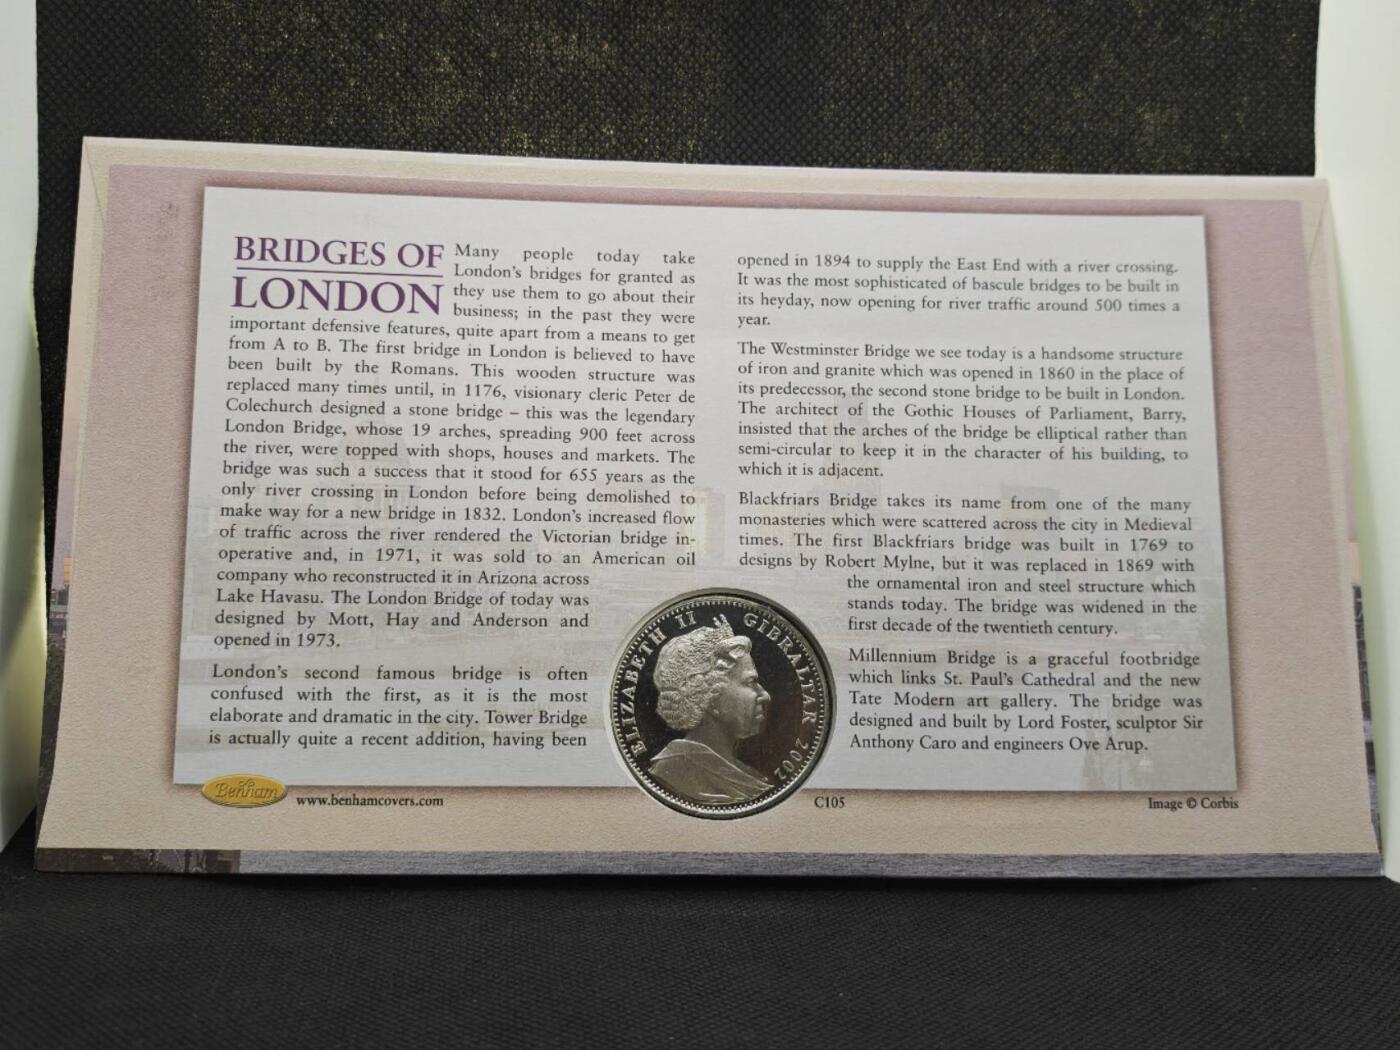 BRIDGES OF
LONDON
Many people today take
London's bridges for granted as
they use them to go about their
business; in the past they were
important defensive features, quite apart from a means to get
from A to B. The first bridge in London is believed to have
been built by the Romans. This wooden structure was
replaced many times until, in 1176, visionary cleric Peter de
Colechurch designed a stone bridge – this was the legendary
London Bridge, whose 19 arches, spreading 900 feet across
the river, were topped with shops, houses and markets. The
bridge was such a success that it stood for 655 years as the
only river crossing in London before being demolished to
make way for a new bridge in 1832. London's increased flow
of traffic across the river rendered the Victorian bridge in-
operative and, in 1971, it was sold to an American oil
company who reconstructed it in Arizona across
Lake Havasu. The London Bridge of today was
designed by Mott, Hay and Anderson and
opened in 1973.
London's second famous bridge is often
confused with the first, as it is the most
elaborate and dramatic in the city. Tower Bridge
is actually quite a recent addition, having been
opened in 1894 to supply the East End with a river crossing.
It was the most sophisticated of bascule bridges to be built in
its heyday, now opening for river traffic around 500 times a
year.
The Westminster Bridge we see today is a handsome structure
of iron and granite which was opened in 1860 in the place of
its predecessor, the second stone bridge to be built in London.
The architect of the Gothic Houses of Parliament, Barry,
insisted that the arches of the bridge be elliptical rather than
semi-circular to keep it in the character of his building, to
which it is adjacent.
Blackfriars Bridge takes its name from one of the many
monasteries which were scattered across the city in Medieval
times. The first Blackfriars bridge was built in 1769 to
designs by Robert Mylne, but it was replaced in 1869 with
the ornamental iron and steel structure which
stands today. The bridge was widened in the
first decade of the twentieth century.
Millennium Bridge is a graceful footbridge
which links St. Paul's Cathedral and the new
Tate Modern art gallery. The bridge was
designed and built by Lord Foster, sculptor Sir
Anthony Caro and engineers Ove Arup.
ELIZABETH II GIBRALTAR 2002
Benham
www.benhamcovers.com
C105
Image © Corbis